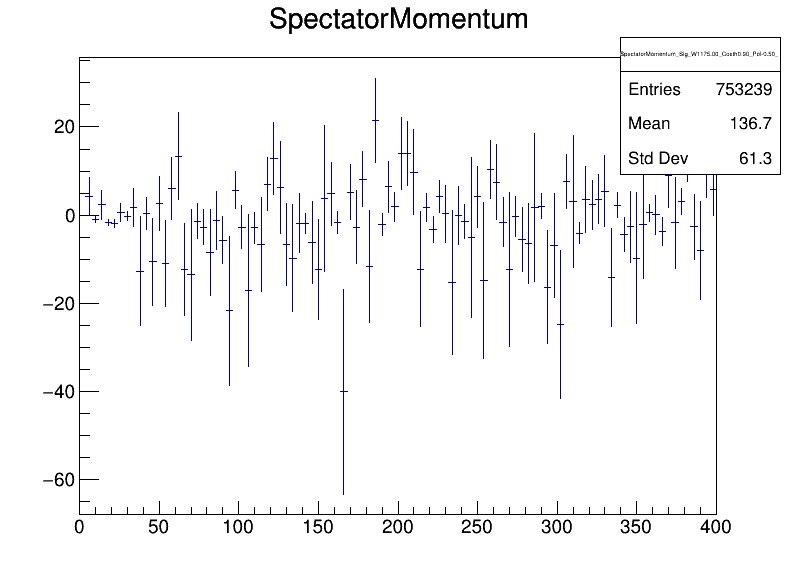 SpectatorMomentum
SpectatorMomentum_Sig_W1175.00_Costh0.90_Pol-0.50_
Entries 753239
Mean 136.7
Std Dev 61.3
20
0
−20
−40
−60
0 50 100 150 200 250 300 350 400